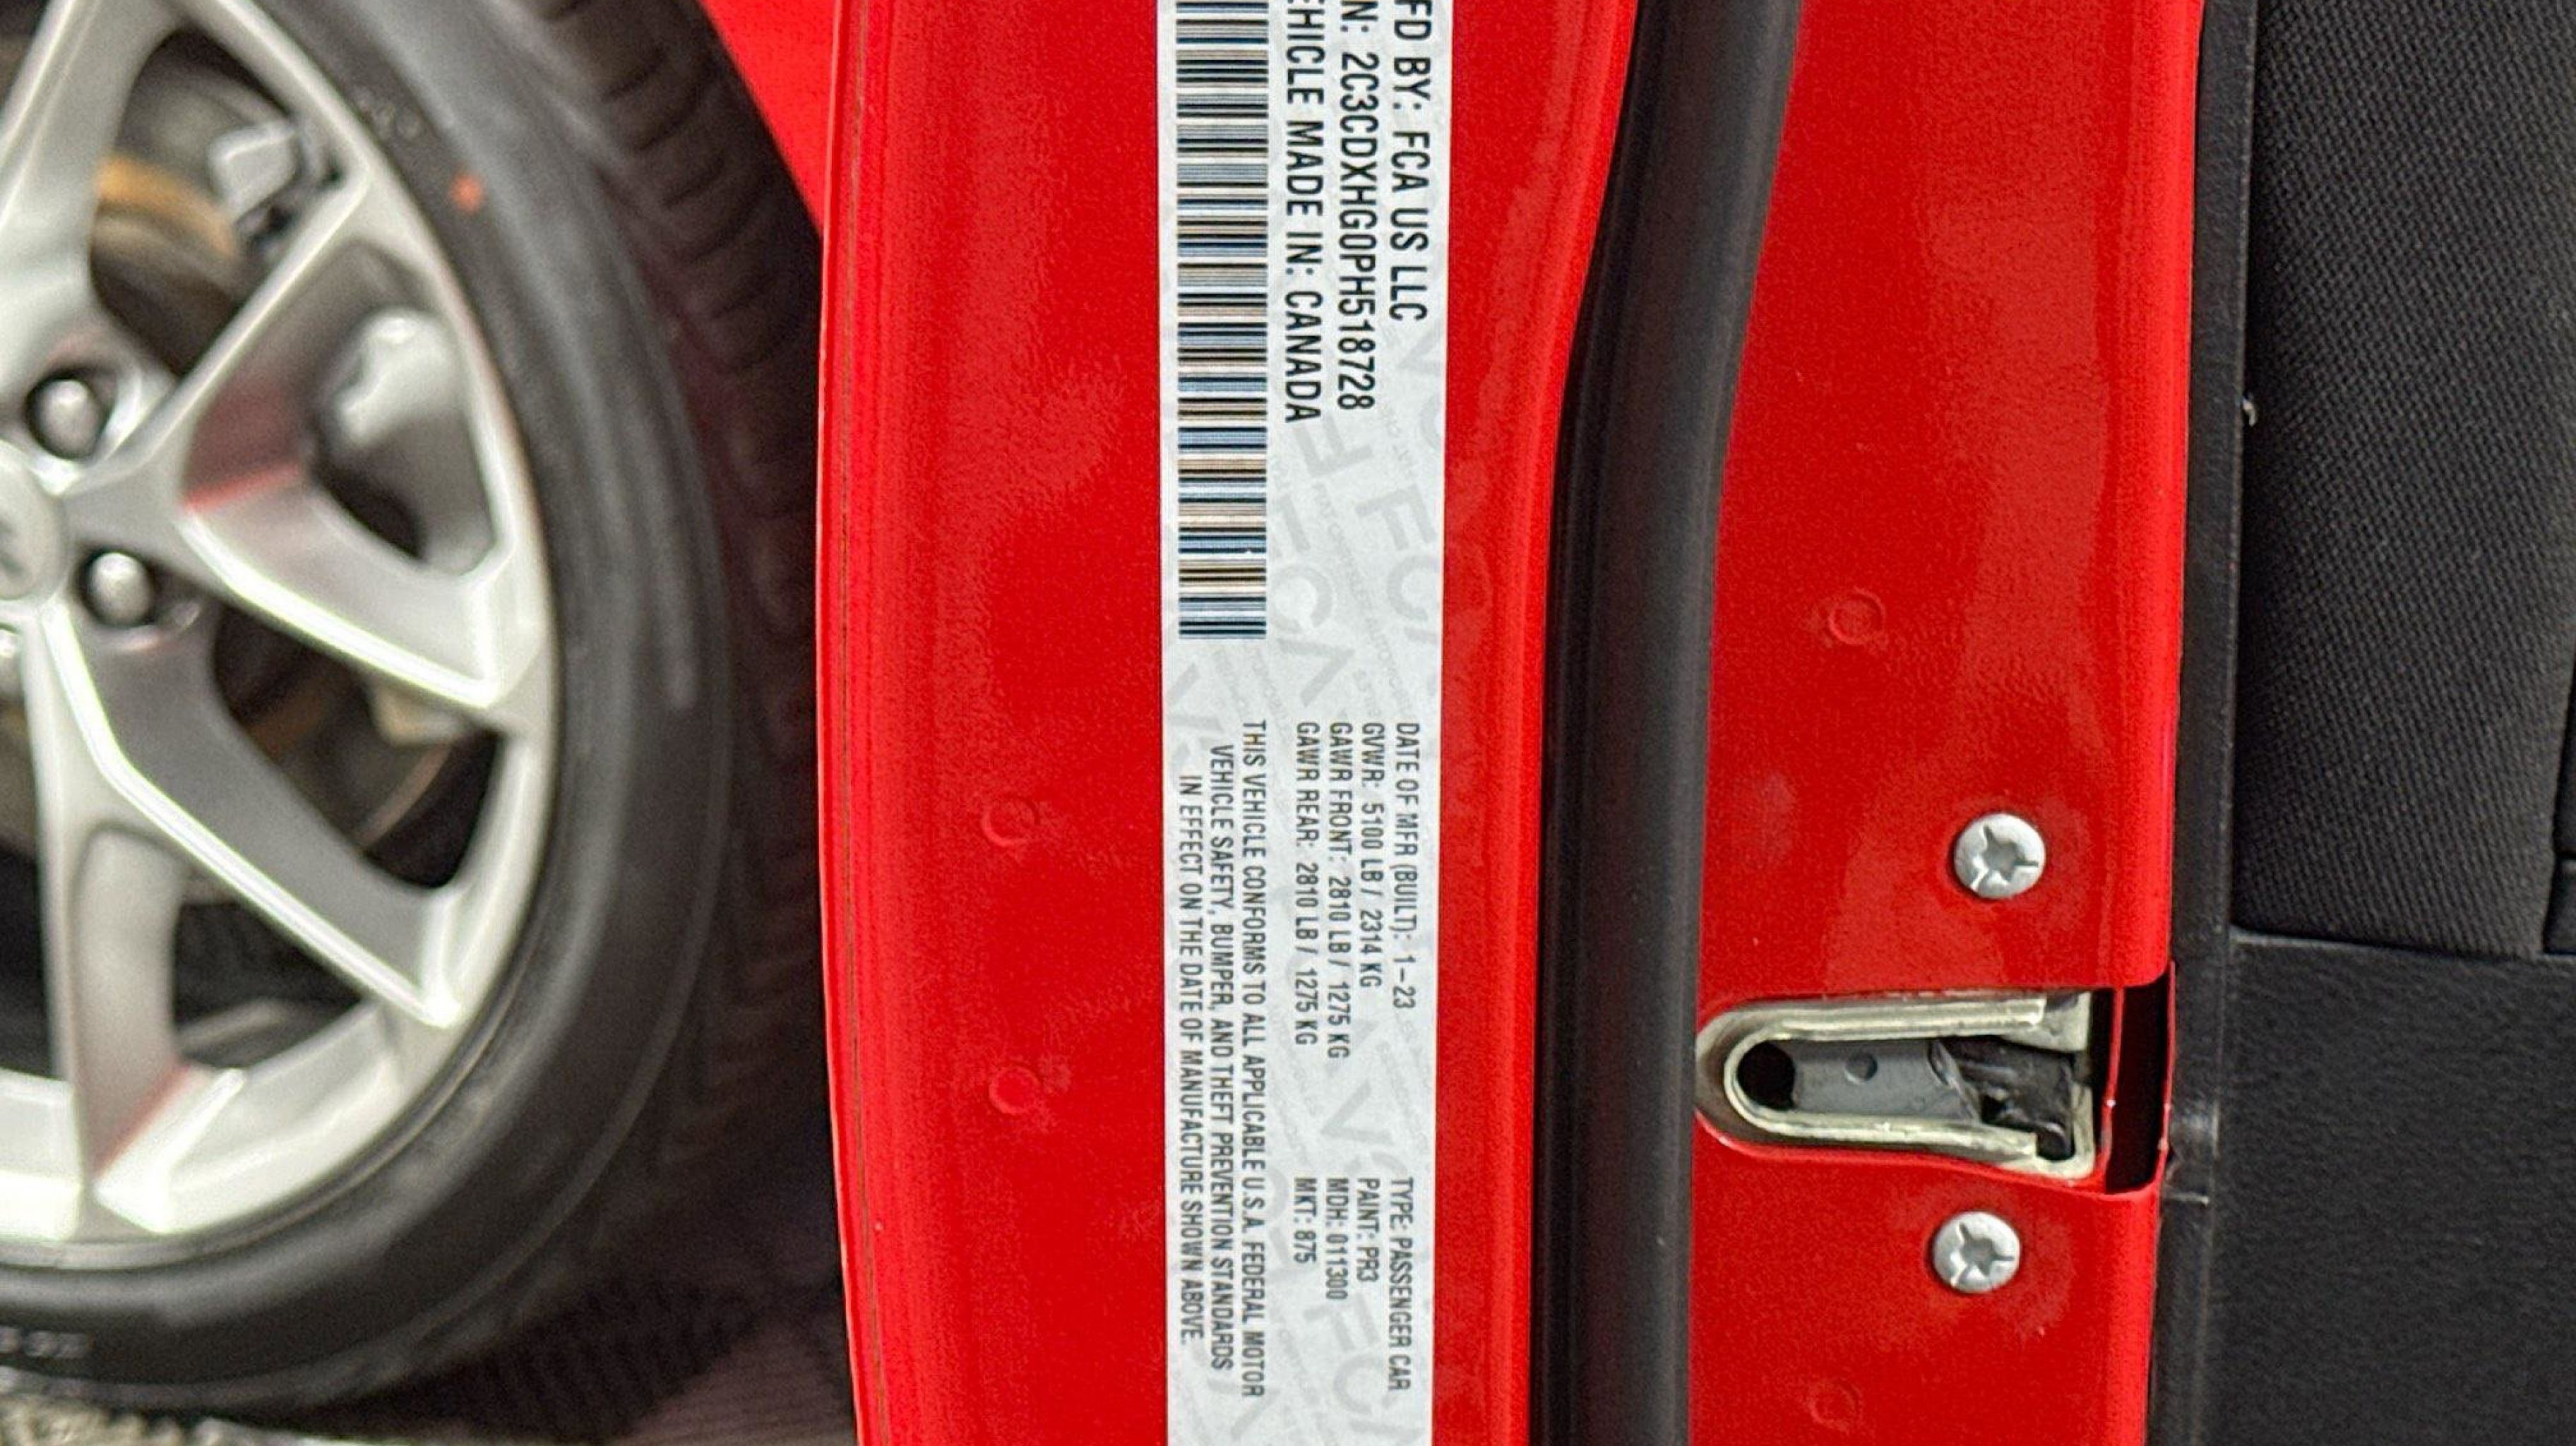 FD BY: FCA US LLC
N: 2C3CDXHG0PH518728
EHICLE MADE IN: CANADA
DATE OF MFR (BUILT): 1-23
GVWR: 5100 LB / 2314 KG
GAWR FRONT: 2810 LB / 1275 KG
GAWR REAR: 2810 LB / 1275 KG
TYPE: PASSENGER CAR
PAINT: PR3
MDH: 011300
MKT: 875
THIS VEHICLE CONFORMS TO ALL APPLICABLE U.S.A. FEDERAL MOTOR
VEHICLE SAFETY, BUMPER, AND THEFT PREVENTION STANDARDS
IN EFFECT ON THE DATE OF MANUFACTURE SHOWN ABOVE.